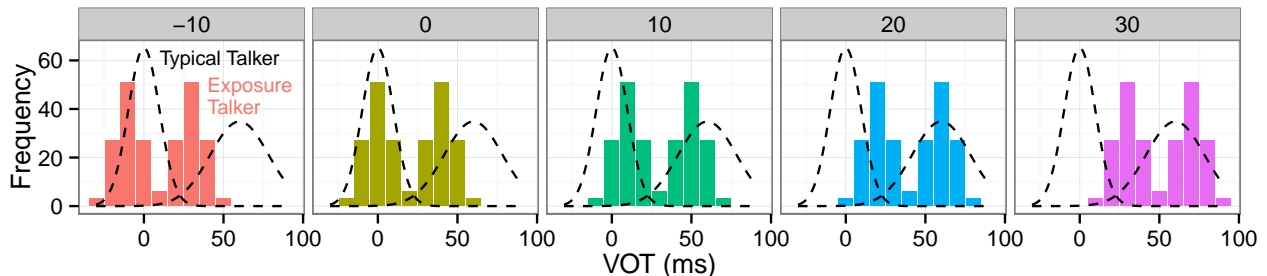 −10 0 10 20 30
Typical Talker
Exposure
Talker
Frequency
60
40
20
0
0 50 100 0 50 100 0 50 100 0 50 100 0 50 100
VOT (ms)